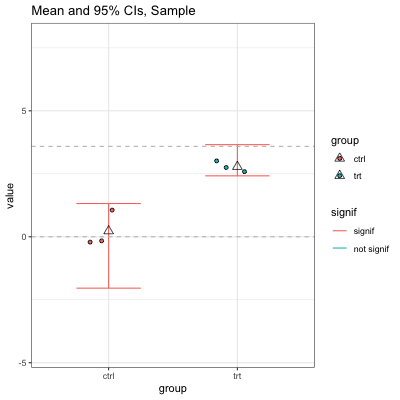 Mean and 95% CIs, Sample
value
5
0
-5
ctrl
trt
group
group
ctrl
trt
signif
signif
not signif